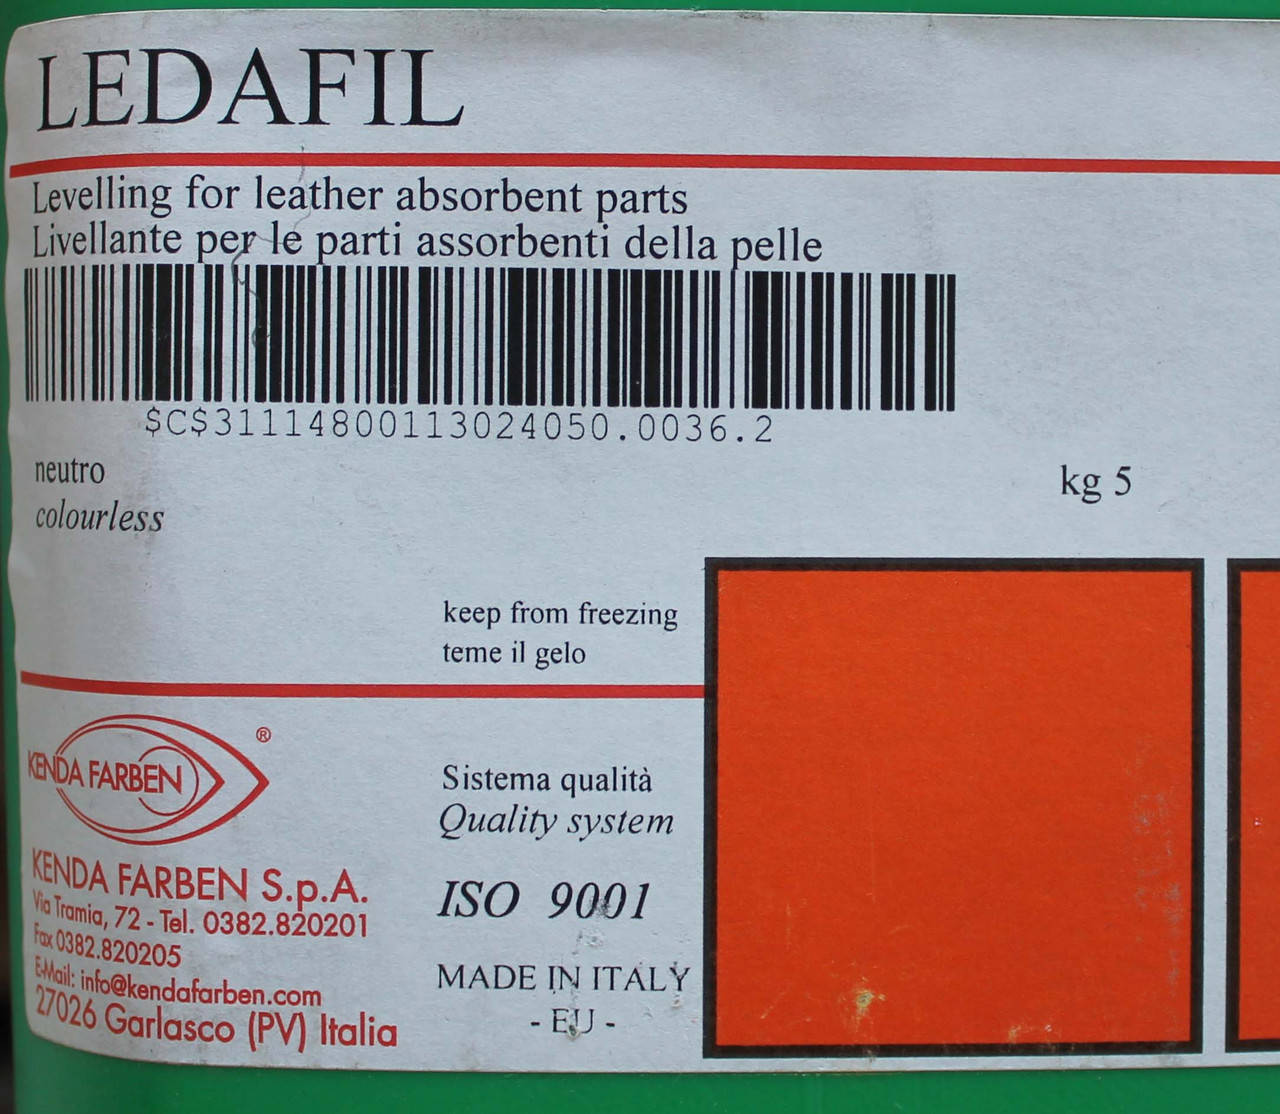 LEDAFIL
Levelling for leather absorbent parts
Livellante per le parti assorbenti della pelle
$C$31114800113024050.0036.2
neutro
colourless
kg 5
keep from freezing
teme il gelo
KENDA FARBEN ®
KENDA FARBEN S.p.A.
Via Tramia, 72 - Tel. 0382.820201
Fax 0382.820205
E-Mail: info@kendafarben.com
27026 Garlasco (PV) Italia
Sistema qualità
Quality system
ISO 9001
MADE IN ITALY
- EU -